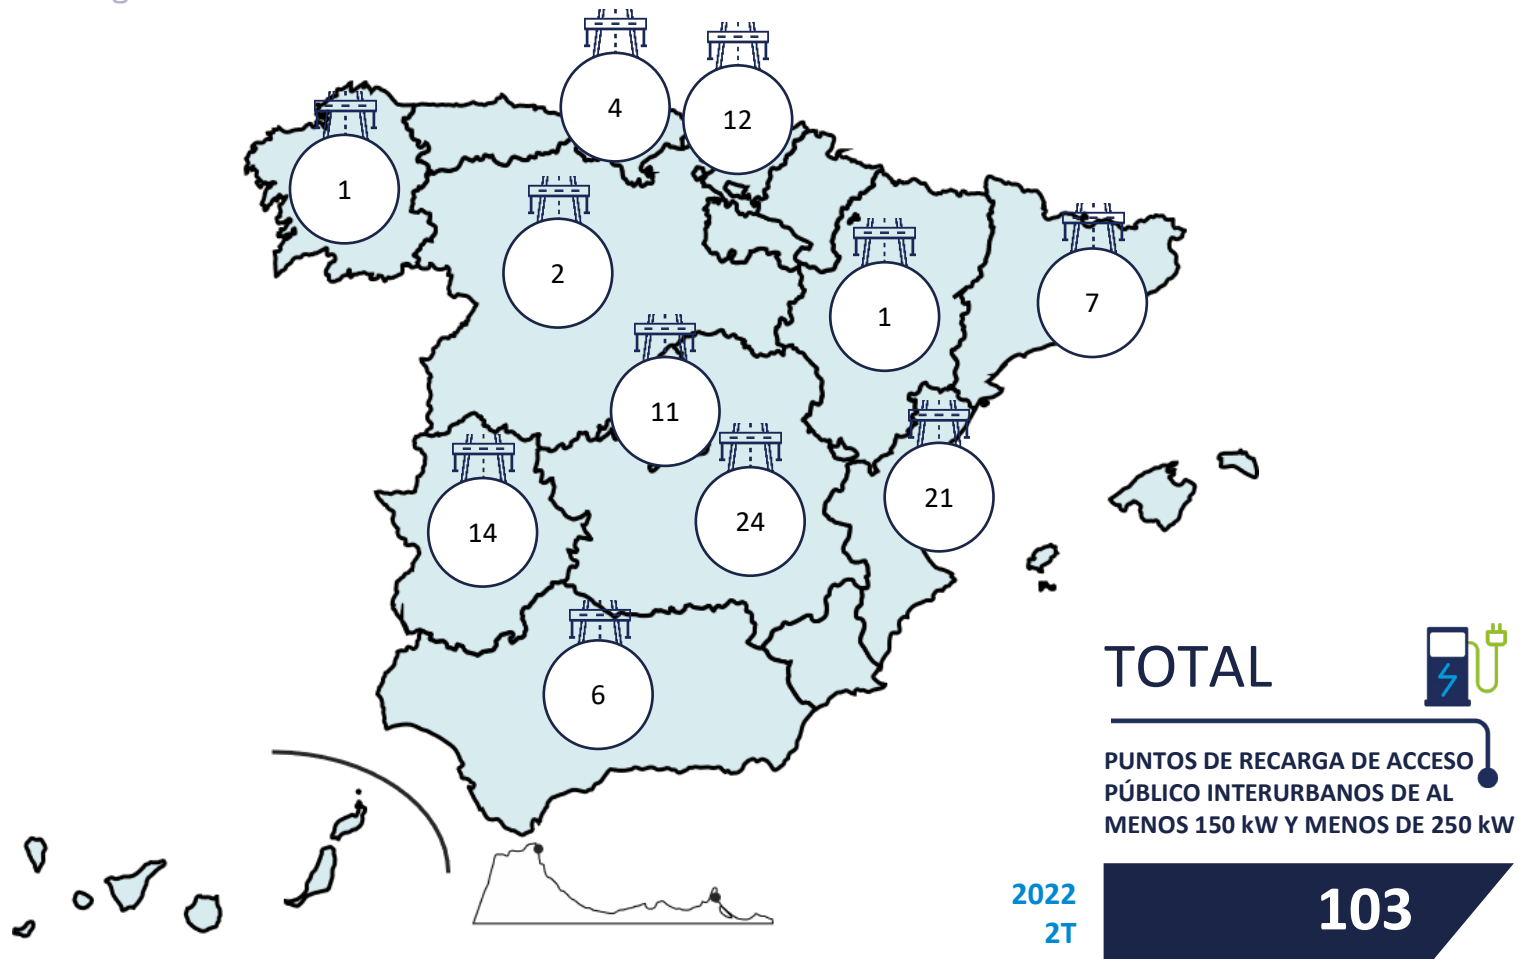 4
12
1
2
1
7
11
14
24
21
6
TOTAL
PUNTOS DE RECARGA DE ACCESO
PÚBLICO INTERURBANOS DE AL
MENOS 150 kW Y MENOS DE 250 kW
2022
2T
103